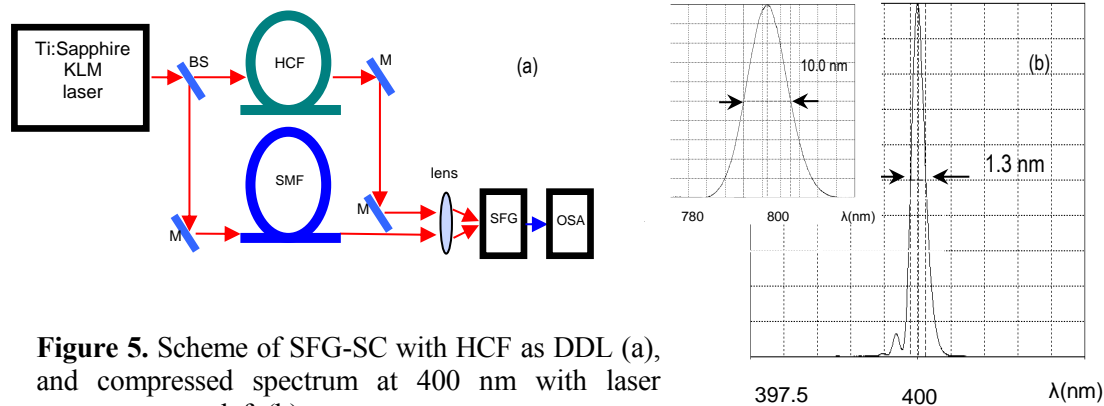 Ti:Sapphire
KLM
laser
BS
HCF
M
(a)
SMF
lens
M
M
SFG
OSA
10.0 nm
780
800
λ(nm)
(b)
1.3 nm
397.5
400
λ(nm)
Figure 5. Scheme of SFG-SC with HCF as DDL (a),
and compressed spectrum at 400 nm with laser